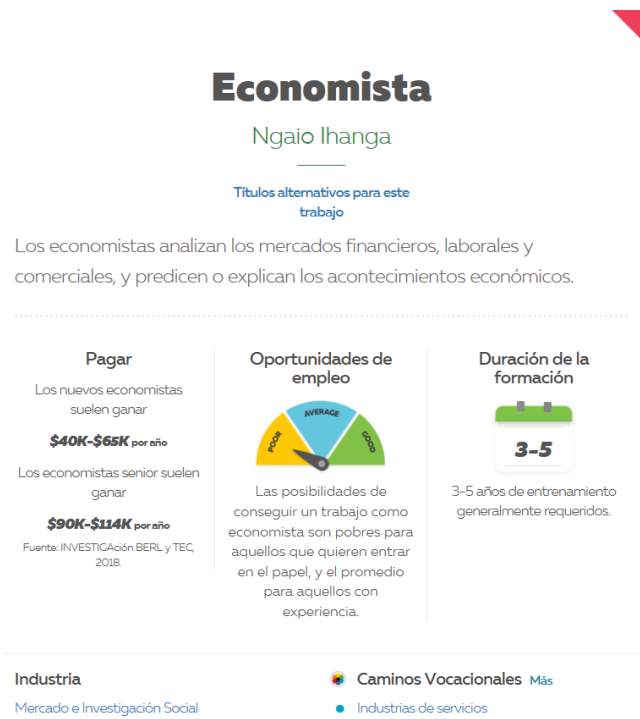 Economista
Ngaio Ihanga
Títulos alternativos para este
trabajo
Los economistas analizan los mercados financieros, laborales y
comerciales, y predicen o explican los acontecimientos económicos.
Pagar
Los nuevos economistas
suelen ganar
$40K-$65K por año
Los economistas senior suelen
ganar
$90K-$114K por año
Fuente: INVESTIGAción BERL y TEC,
2018.
Oportunidades de
empleo
POOR
AVERAGE
GOOD
Las posibilidades de
conseguir un trabajo como
economista son pobres para
aquellos que quieren entrar
en el papel, y el promedio
para aquellos con
experiencia.
Duración de la
formación
3-5
3-5 años de entrenamiento
generalmente requeridos.
Industria
Mercado e Investigación Social
Caminos Vocacionales Más
Industrias de servicios